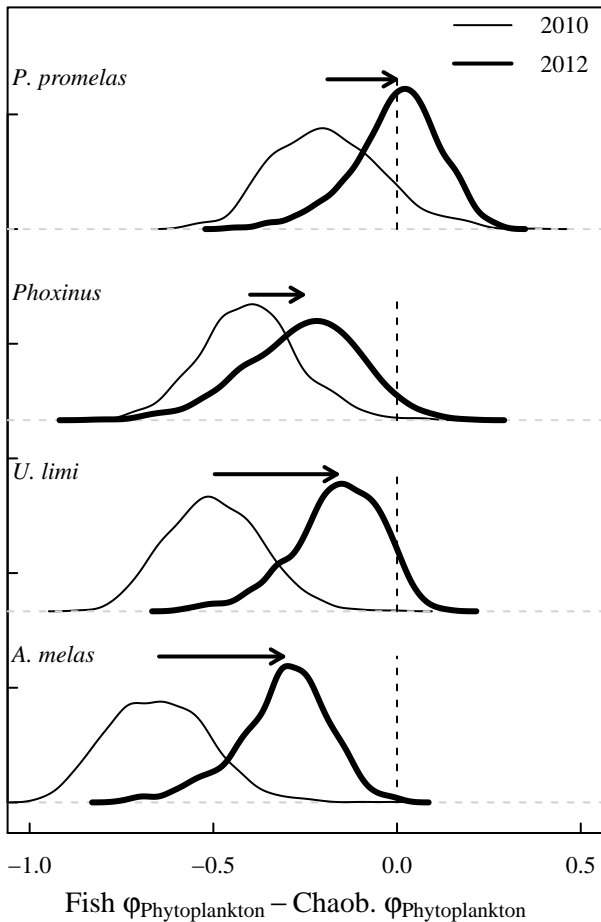 2010
2012
P. promelas
Phoxinus
U. limi
A. melas
−1.0 −0.5 0.0 0.5
Fish φPhytoplankton − Chaob. φPhytoplankton